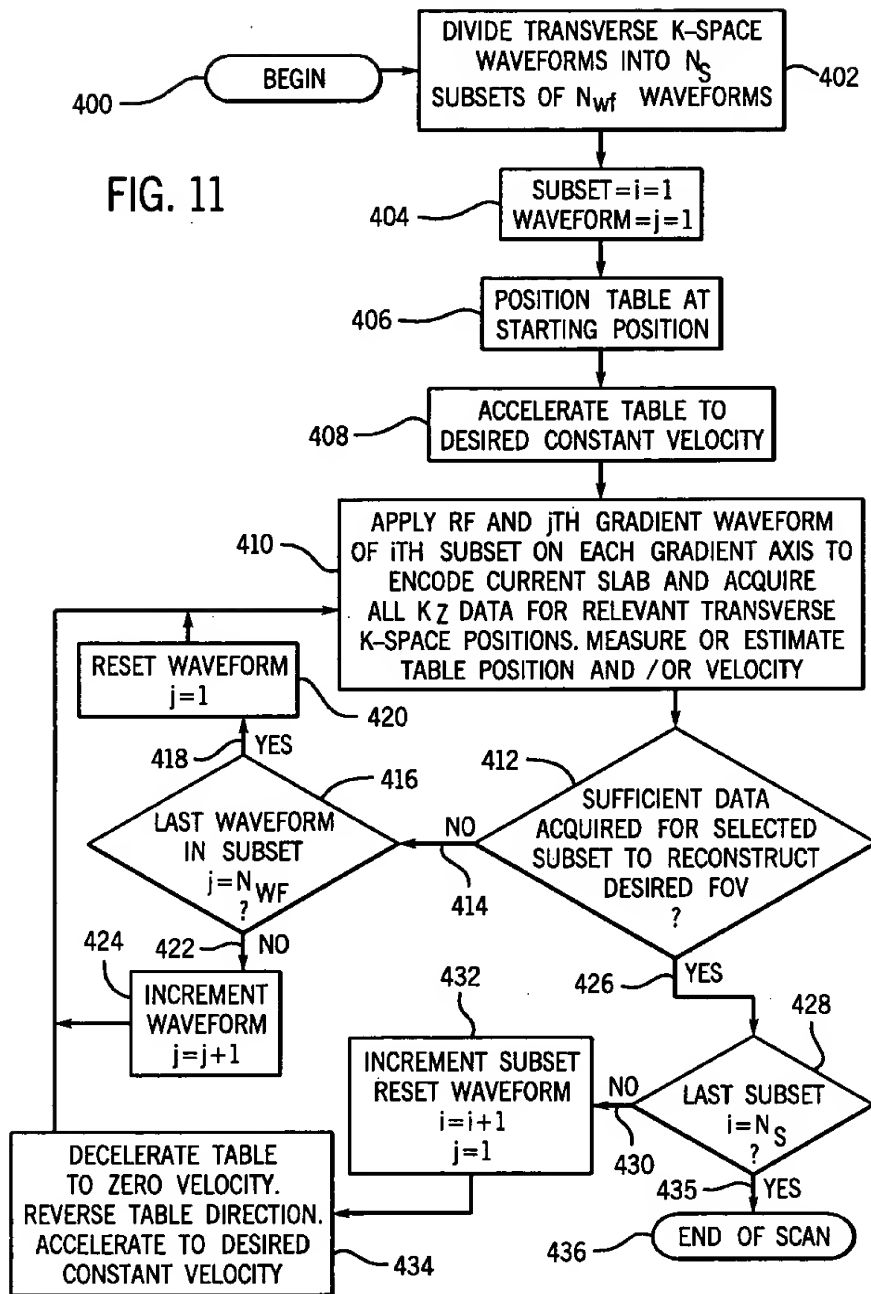 DIVIDE TRANSVERSE K-SPACE
WAVEFORMS INTO NS
SUBSETS OF Nwf WAVEFORMS
402
BEGIN
400
FIG. 11
SUBSET=i=1
WAVEFORM=j=1
404
POSITION TABLE AT
STARTING POSITION
406
ACCELERATE TABLE TO
DESIRED CONSTANT VELOCITY
408
410
APPLY RF AND jTH GRADIENT WAVEFORM
OF iTH SUBSET ON EACH GRADIENT AXIS TO
ENCODE CURRENT SLAB AND ACQUIRE
ALL KZ DATA FOR RELEVANT TRANSVERSE
K-SPACE POSITIONS. MEASURE OR ESTIMATE
TABLE POSITION AND /OR VELOCITY
RESET WAVEFORM
j=1
420
418
YES
412
416
SUFFICIENT DATA
ACQUIRED FOR SELECTED
SUBSET TO RECONSTRUCT
DESIRED FOV
?
NO
414
LAST WAVEFORM
IN SUBSET
j=NWF
?
422
NO
424
INCREMENT
WAVEFORM
j=j+1
426
YES
428
432
INCREMENT SUBSET
RESET WAVEFORM
i=i+1
j=1
NO
430
LAST SUBSET
i=NS
?
435
YES
DECELERATE TABLE
TO ZERO VELOCITY.
REVERSE TABLE DIRECTION.
ACCELERATE TO DESIRED
CONSTANT VELOCITY
434
END OF SCAN
436